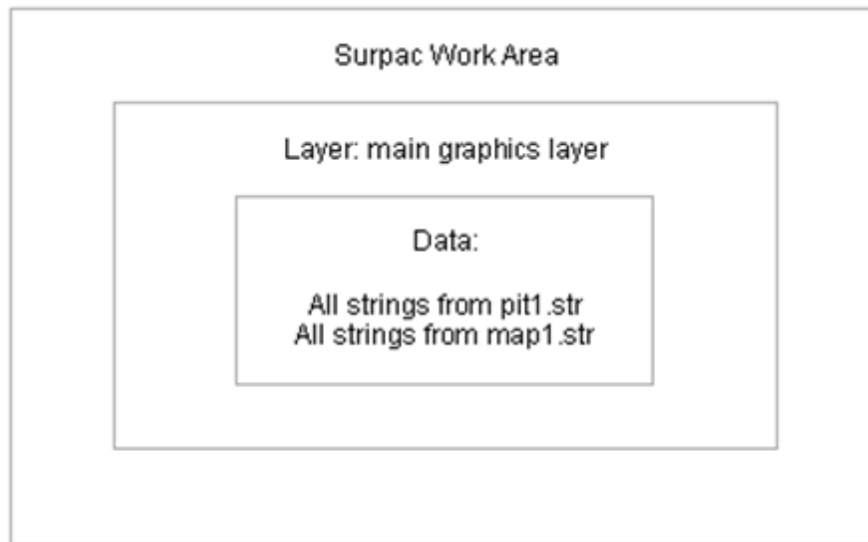 Surpac Work Area
Layer: main graphics layer
Data:
All strings from pit1.str
All strings from map1.str